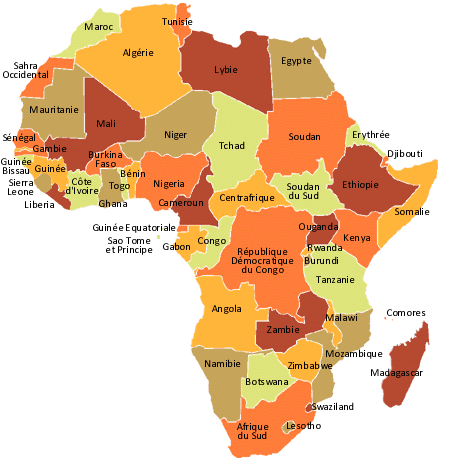 Tunisie
Maroc
Algérie
Lybie
Egypte
Sahra
Occidental
Mauritanie
Mali
Niger
Tchad
Soudan
Erythrée
Sénégal
Gambie
Burkina
Faso
Djibouti
Guinée
Bissau
Guinée
Bénin
Nigeria
Ethiopie
Sierra
Leone
Côte
d'Ivoire
Togo
Centrafrique
Soudan
du Sud
Liberia
Ghana
Cameroun
Somalie
Guinée Equatoriale
Ouganda
Kenya
Sao Tome
et Principe
Gabon
Congo
Rwanda
République
Démocratique
du Congo
Burundi
Tanzanie
Angola
Malawi
Comores
Zambie
Mozambique
Namibie
Zimbabwe
Madagascar
Botswana
Swaziland
Afrique
du Sud
Lesotho